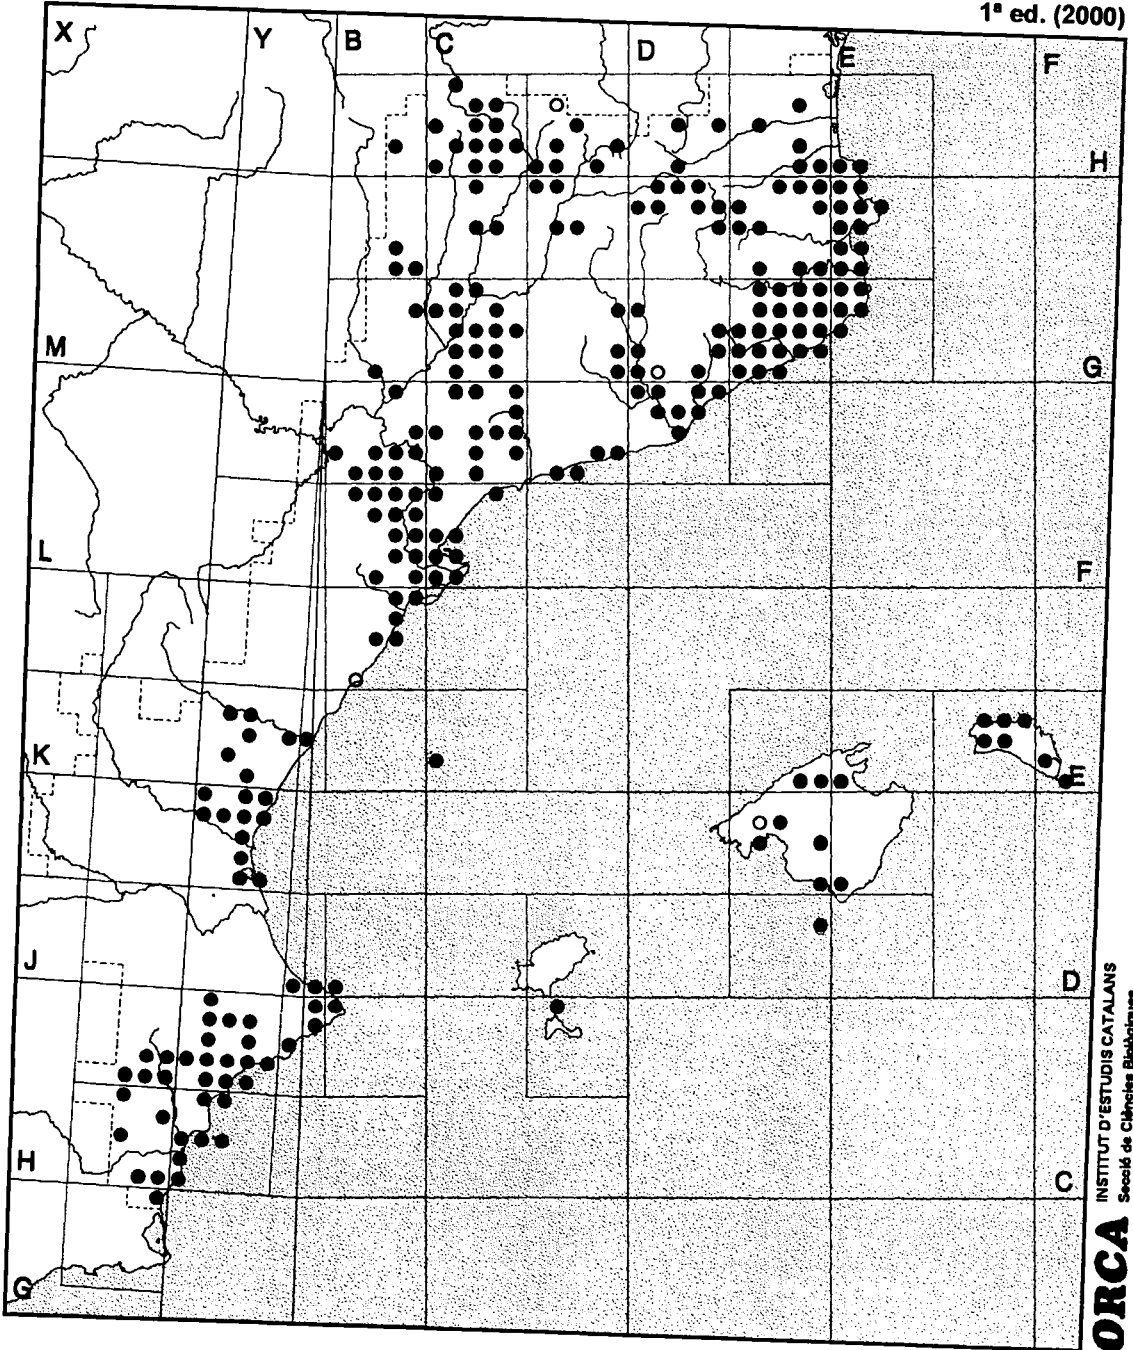 1ª ed. (2000)
X
Y
B
C
D
E
F
H
M
G
L
F
K
E
J
D
H
C
G
INSTITUT D'ESTUDIS CATALANS
Secció de Ciències Biològiques
ORCA